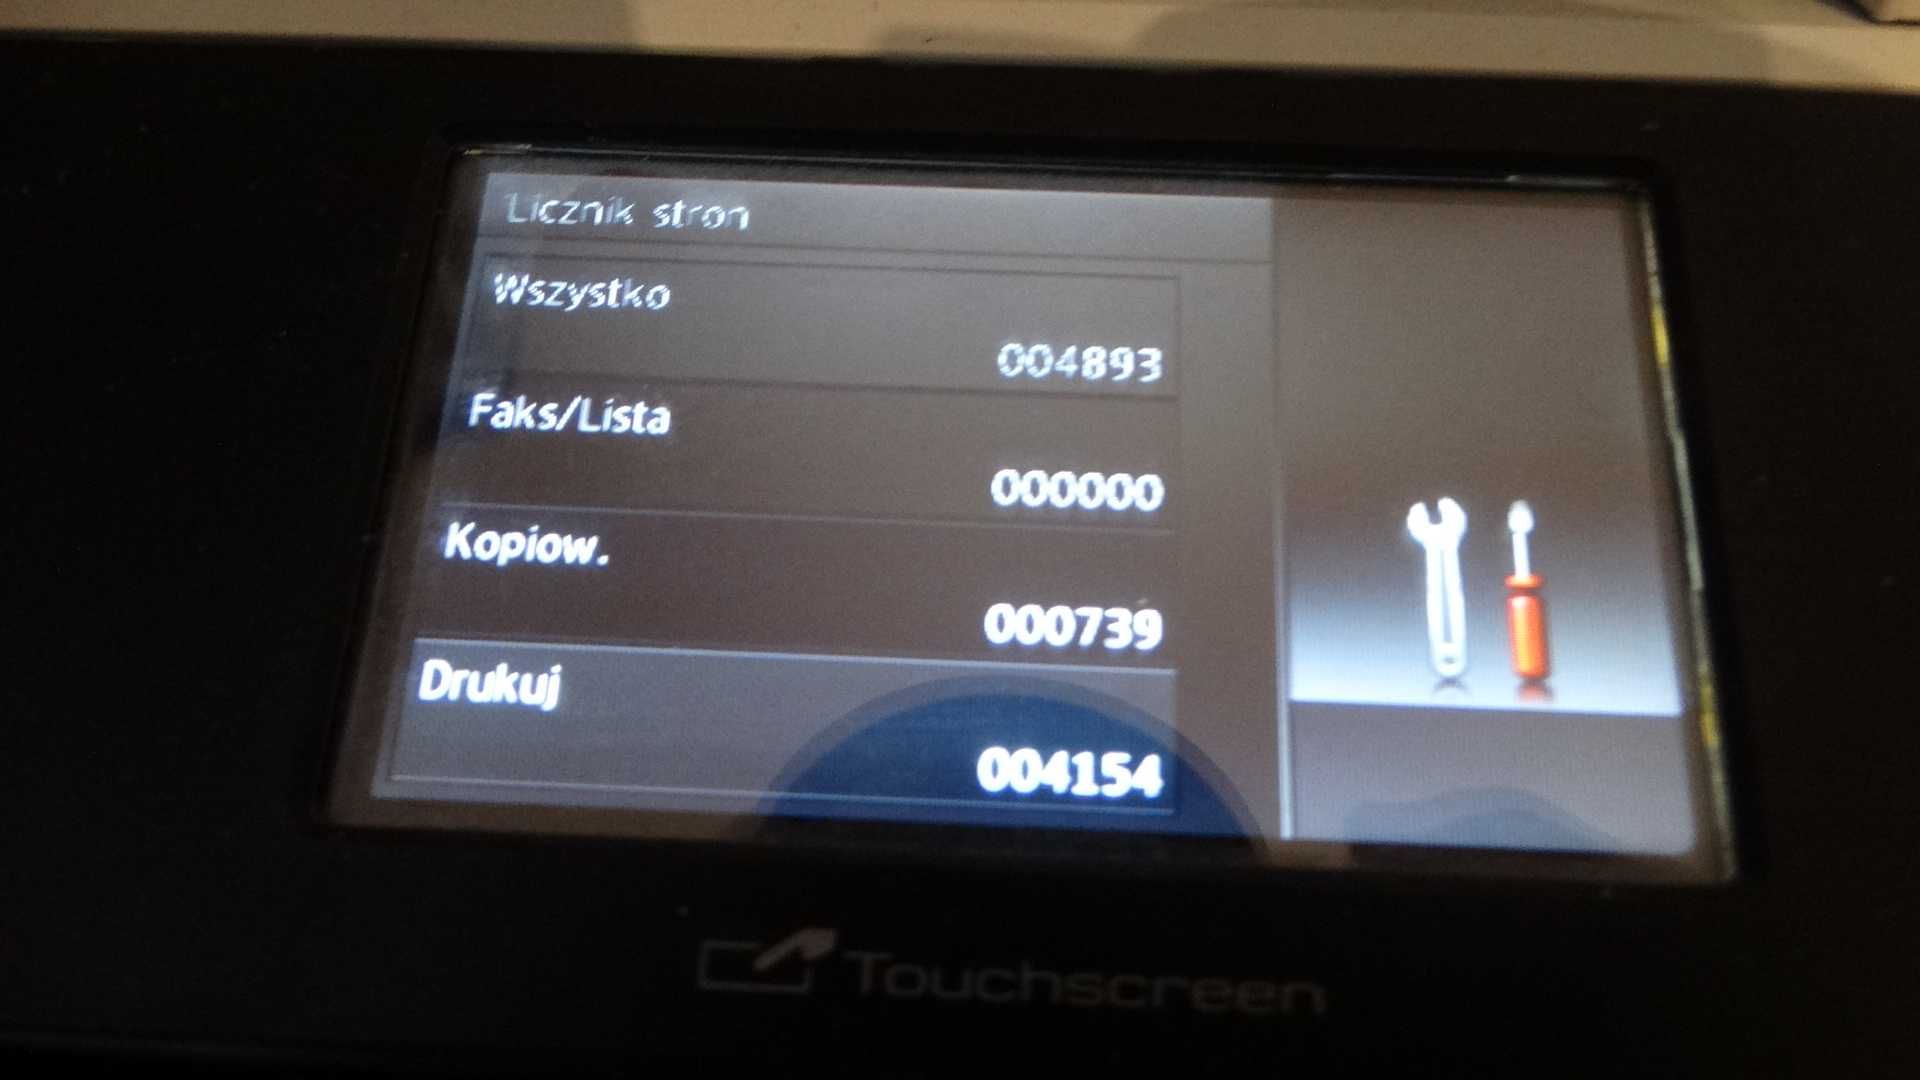 Licznik stron
Wszystko
004893
Faks/Lista
000000
Kopiow.
000739
Drukuj
004154
Touchscreen